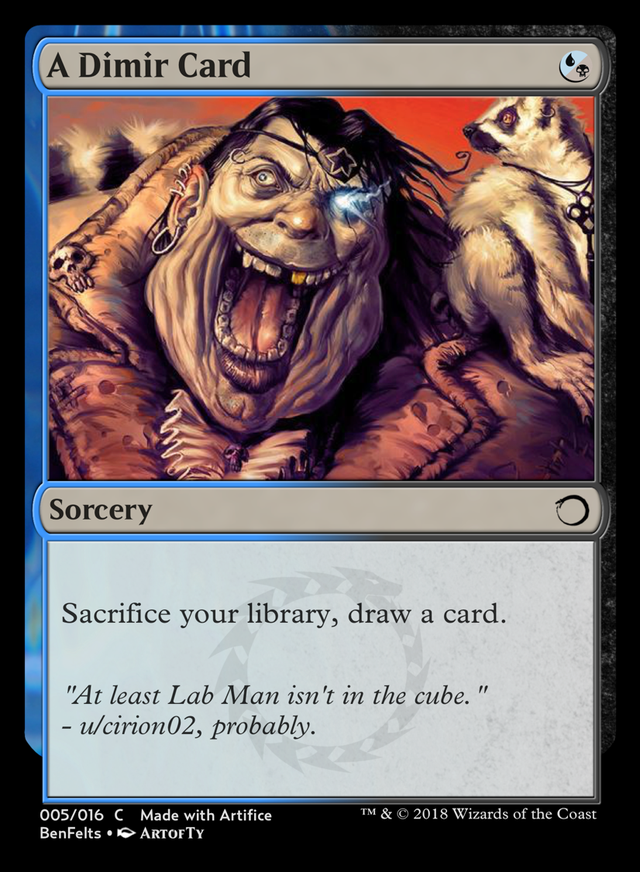 A Dimir Card
Sorcery
Sacrifice your library, draw a card.
"At least Lab Man isn't in the cube."
- u/cirion02, probably.
005/016 C Made with Artifice
BenFelts • ArtofTy
™ & © 2018 Wizards of the Coast